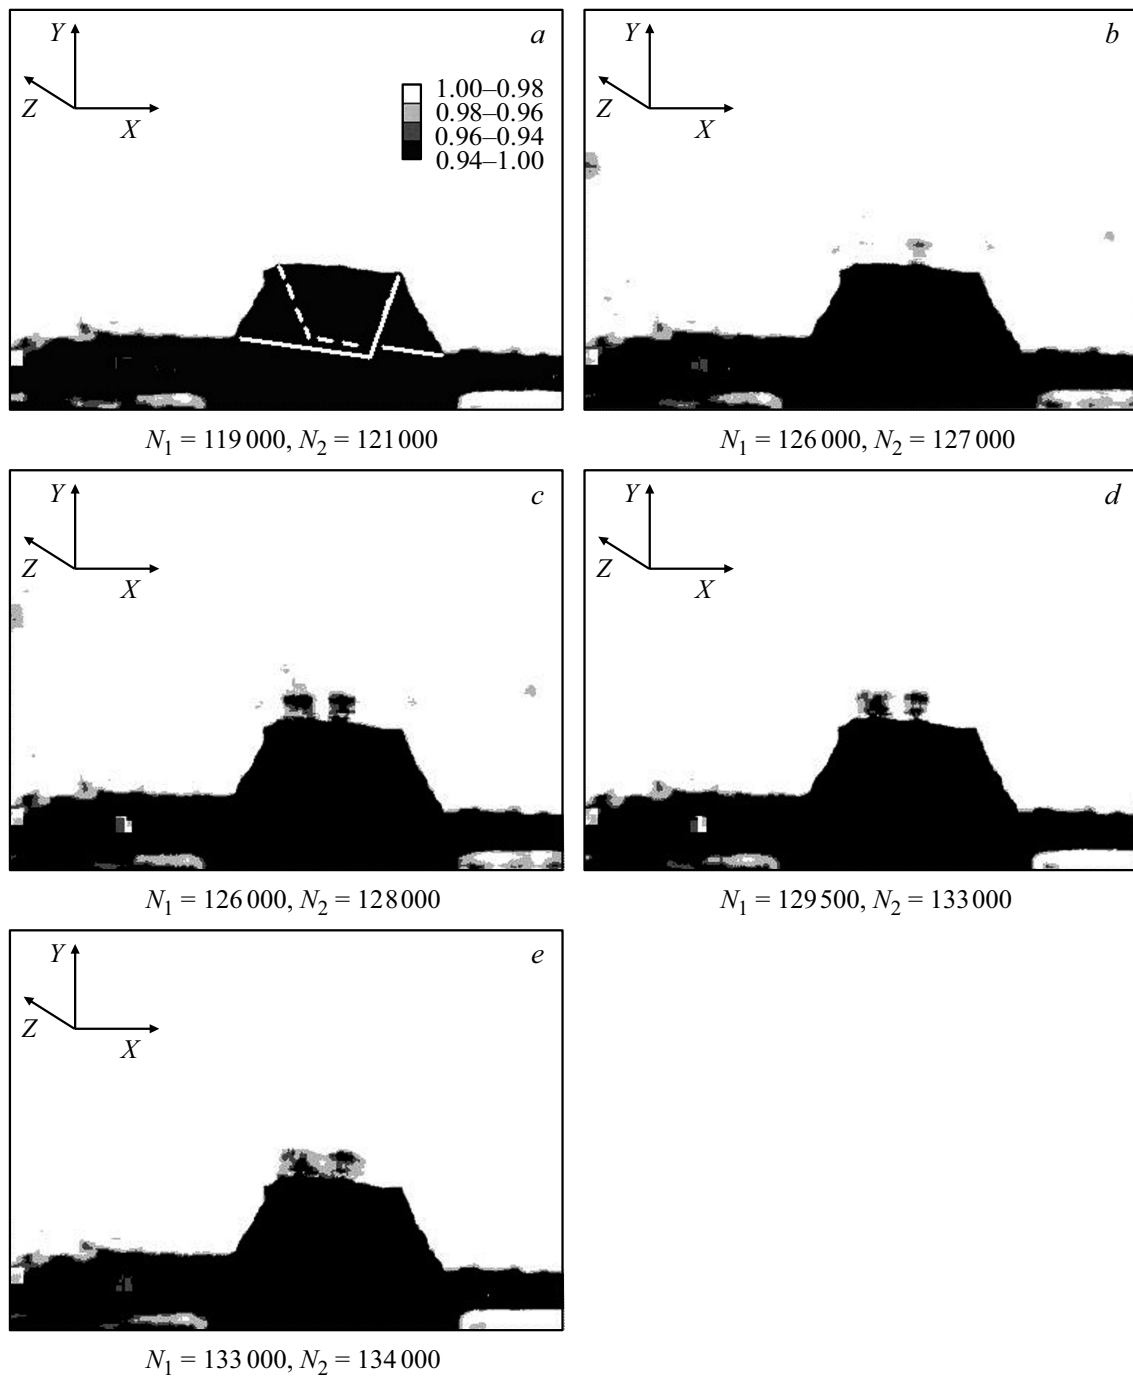 Y
a
Z
X
1.00–0.98
0.98–0.96
0.96–0.94
0.94–1.00
N₁ = 119 000, N₂ = 121 000
Y
b
Z
X
N₁ = 126 000, N₂ = 127 000
Y
c
Z
X
N₁ = 126 000, N₂ = 128 000
Y
d
Z
X
N₁ = 129 500, N₂ = 133 000
Y
e
Z
X
N₁ = 133 000, N₂ = 134 000